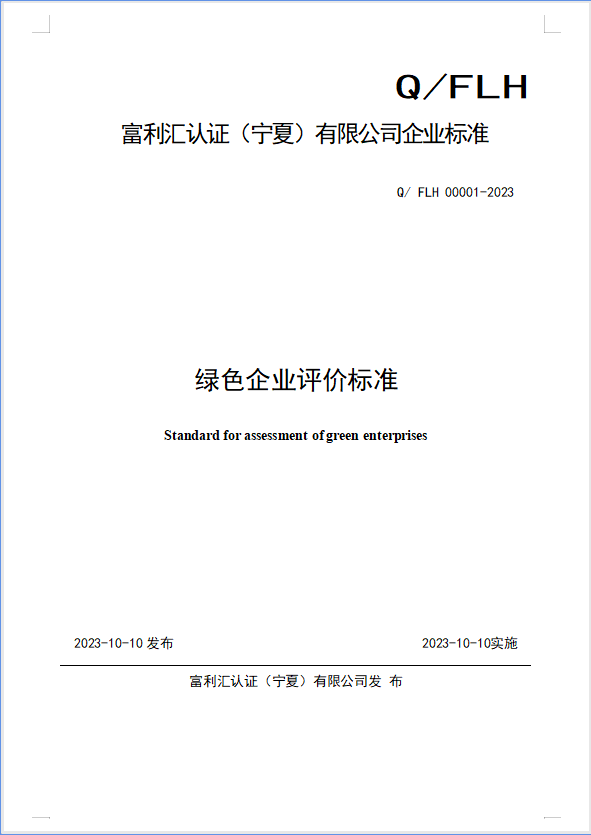 Q/FLH
富利汇认证（宁夏）有限公司企业标准
Q/ FLH 00001-2023
绿色企业评价标准
Standard for assessment of green enterprises
2023-10-10 发布 2023-10-10实施
富利汇认证（宁夏）有限公司发 布